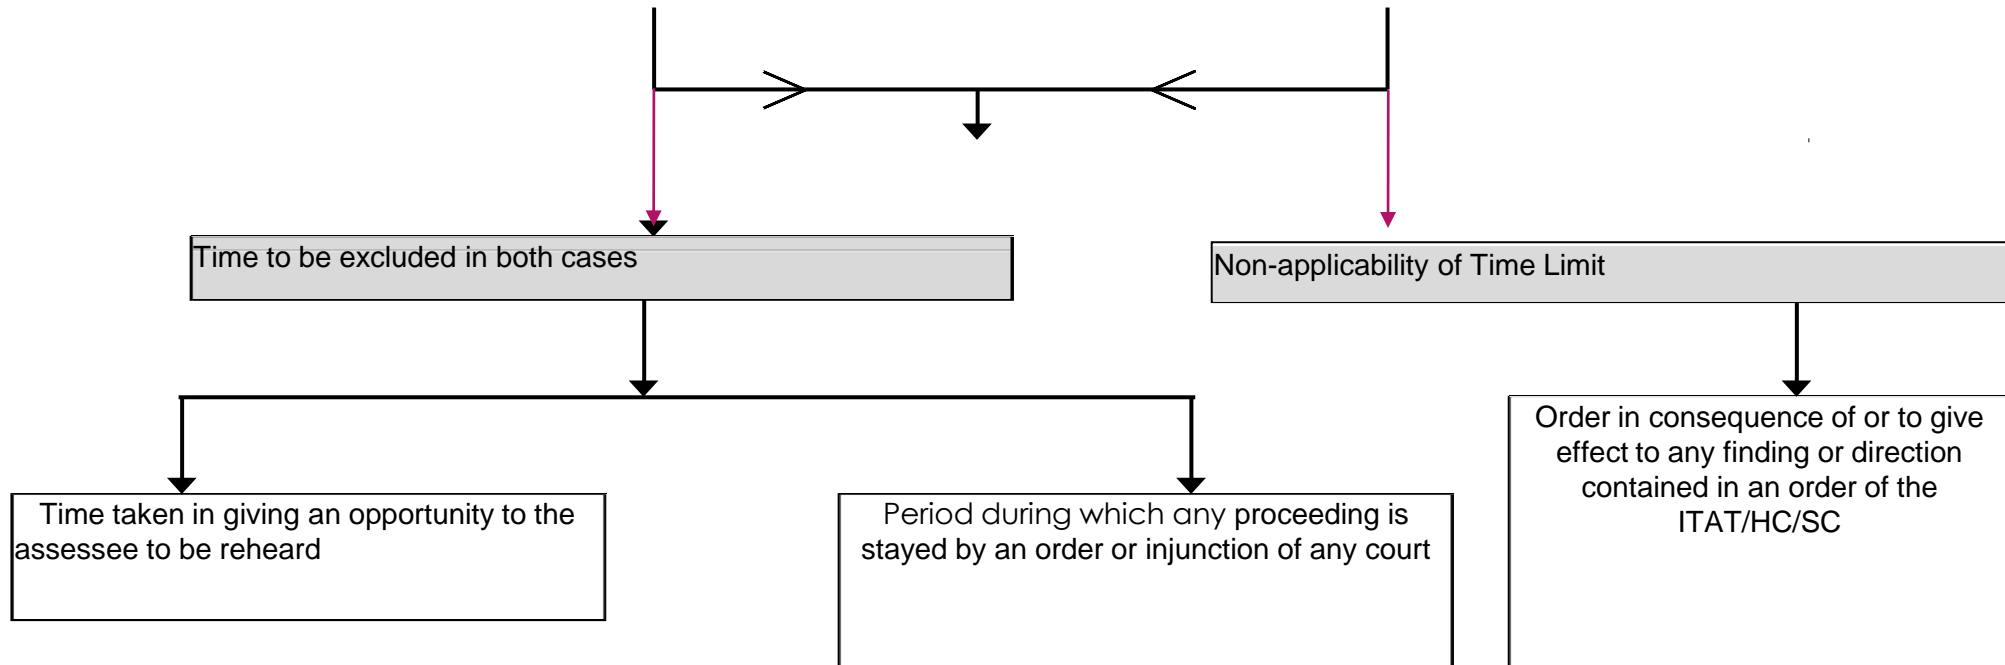 Time to be excluded in both cases
Non-applicability of Time Limit
Time taken in giving an opportunity to the
assessee to be reheard
Period during which any proceeding is
stayed by an order or injunction of any court
Order in consequence of or to give
effect to any finding or direction
contained in an order of the
ITAT/HC/SC